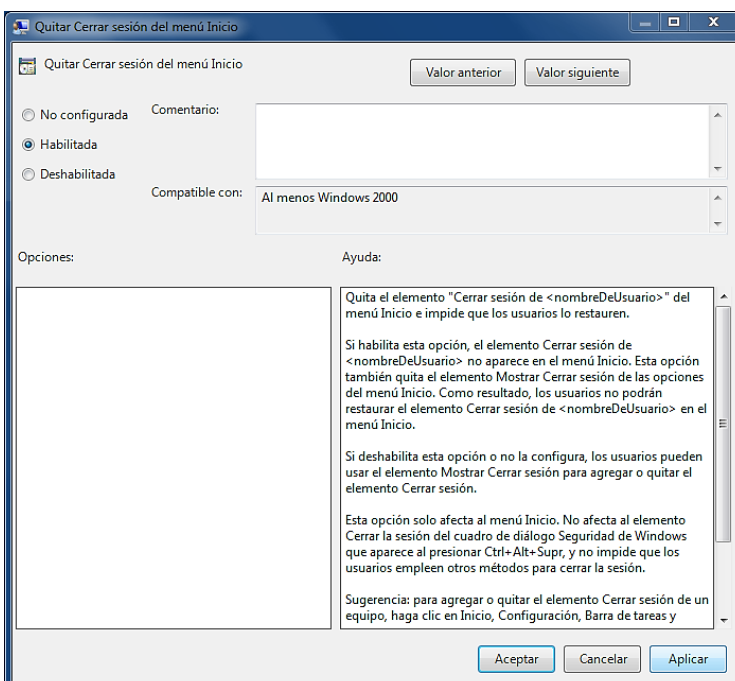 Quitar Cerrar sesión del menú Inicio
Quitar Cerrar sesión del menú Inicio
Valor anterior
Valor siguiente
No configurada
Habilitada
Deshabilitada
Comentario:
Compatible con:
Al menos Windows 2000
Opciones:
Ayuda:
Quita el elemento "Cerrar sesión de <nombreDeUsuario>" del
menú Inicio e impide que los usuarios lo restauren.
Si habilita esta opción, el elemento Cerrar sesión de
<nombreDeUsuario> no aparece en el menú Inicio. Esta opción
también quita el elemento Mostrar Cerrar sesión de las opciones
del menú Inicio. Como resultado, los usuarios no podrán
restaurar el elemento Cerrar sesión de <nombreDeUsuario> en el
menú Inicio.
Si deshabilita esta opción o no la configura, los usuarios pueden
usar el elemento Mostrar Cerrar sesión para agregar o quitar el
elemento Cerrar sesión.
Esta opción solo afecta al menú Inicio. No afecta al elemento
Cerrar la sesión del cuadro de diálogo Seguridad de Windows
que aparece al presionar Ctrl+Alt+Supr, y no impide que los
usuarios empleen otros métodos para cerrar la sesión.
Sugerencia: para agregar o quitar el elemento Cerrar sesión de un
equipo, haga clic en Inicio, Configuración, Barra de tareas y
Aceptar
Cancelar
Aplicar